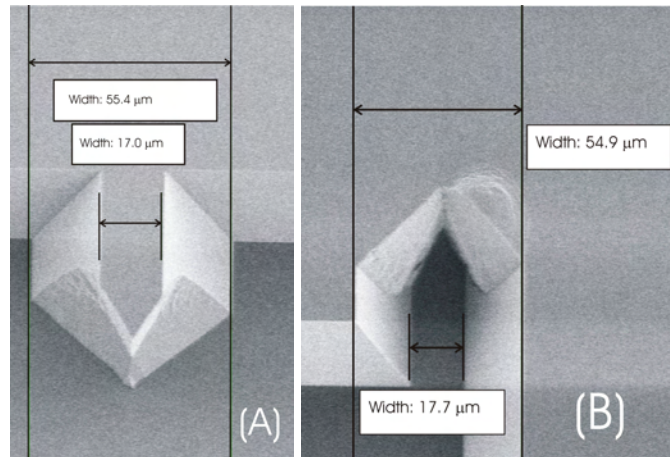 Width: 55.4 μm
Width: 17.0 μm
(A)
Width: 54.9 μm
Width: 17.7 μm
(B)